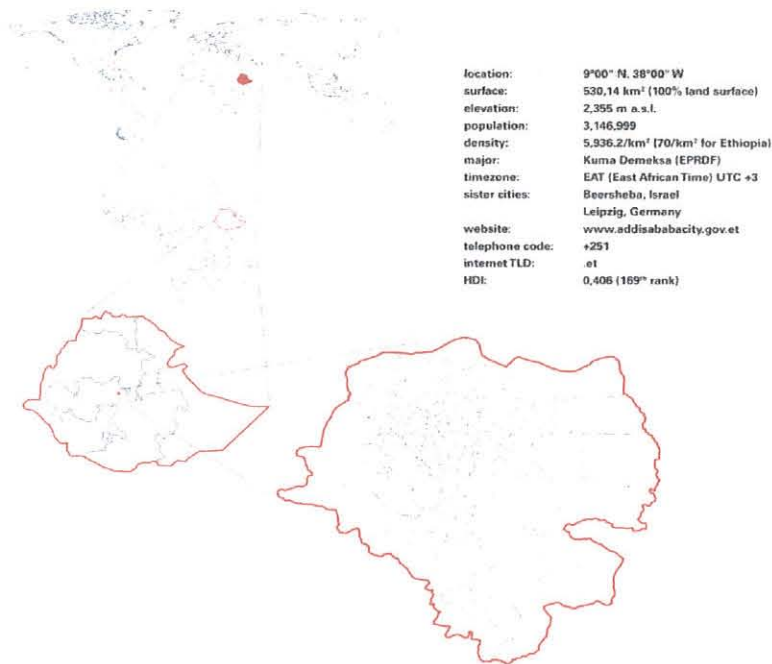 location: 9°00" N, 38°00" W
surface: 530,14 km² (100% land surface)
elevation: 2,355 m a.s.l.
population: 3,146,999
density: 5,936.2/km² (70/km² for Ethiopia)
major: Kuma Demeksa (EPRDF)
timezone: EAT (East African Time) UTC +3
sister cities: Beersheba, Israel
Leipzig, Germany
website: www.addisababacity.gov.et
telephone code: +251
internet TLD: .et
HDI: 0,406 (169th rank)